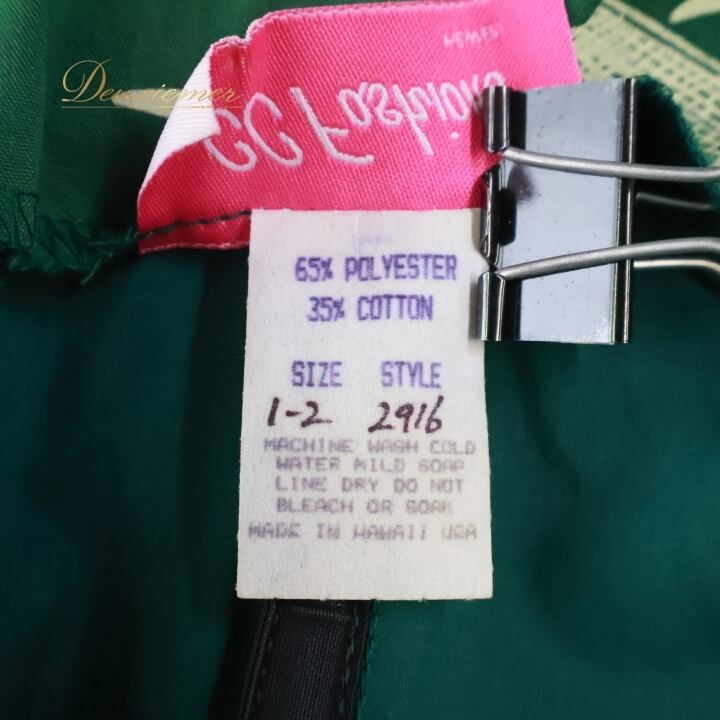 HEWETT
CC Fashions
65% POLYESTER
35% COTTON
SIZE STYLE
1-2 2916
MACHINE WASH COLD
WATER MILD SOAP
LINE DRY DO NOT
BLEACH OR SOAK
MADE IN HAWAII USA